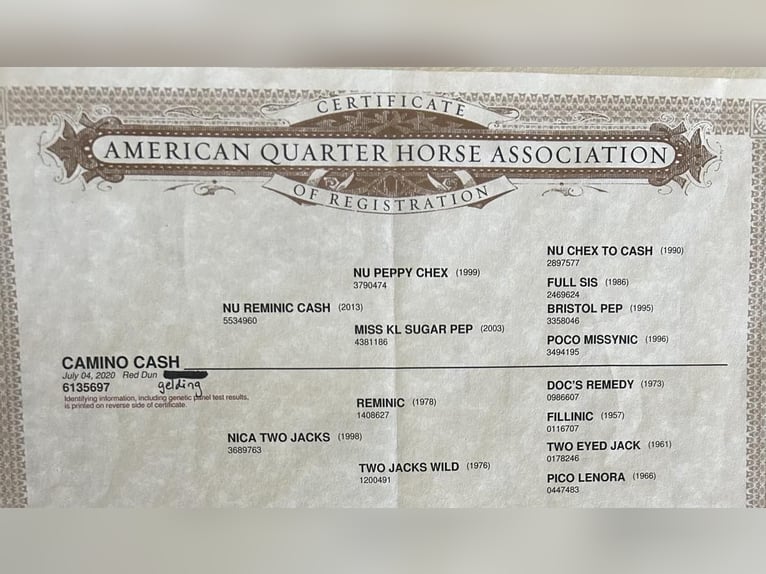 CERTIFICATE
AMERICAN QUARTER HORSE ASSOCIATION
OF REGISTRATION
NU CHEX TO CASH (1990)
2897577
NU PEPPY CHEX (1999)
3790474
FULL SIS (1986)
2469624
NU REMINIC CASH (2013)
5534960
BRISTOL PEP (1995)
3358046
MISS KL SUGAR PEP (2003)
4381186
POCO MISSYNIC (1996)
3494195
CAMINO CASH
July 04, 2020 Red Dun
6135697 gelding
Identifying information, including genetic panel test results,
is printed on reverse side of certificate.
DOC'S REMEDY (1973)
0986607
REMINIC (1978)
1408627
FILLINIC (1957)
0116707
NICA TWO JACKS (1998)
3689763
TWO EYED JACK (1961)
0178246
TWO JACKS WILD (1976)
1200491
PICO LENORA (1966)
0447483